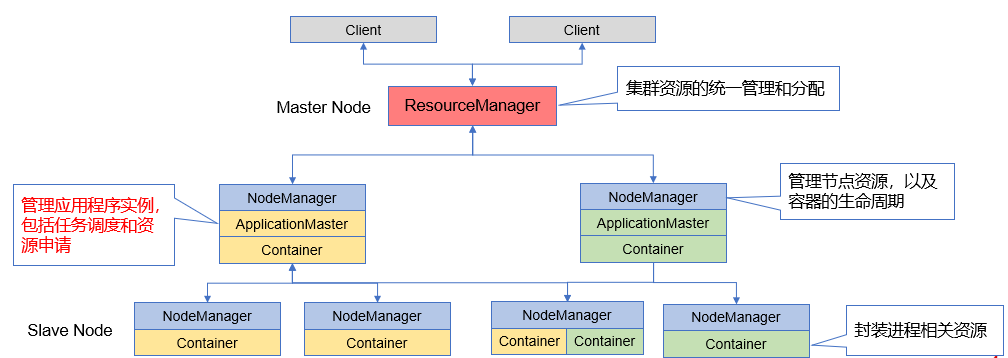 Client
Client
Master Node
ResourceManager
集群资源的统一管理和分配
管理应用程序实例,
包括任务调度和资
源申请
NodeManager
ApplicationMaster
Container
NodeManager
ApplicationMaster
Container
管理节点资源，以及
容器的生命周期
Slave Node
NodeManager
Container
NodeManager
Container
NodeManager
Container
Container
NodeManager
Container
封装进程相关资源